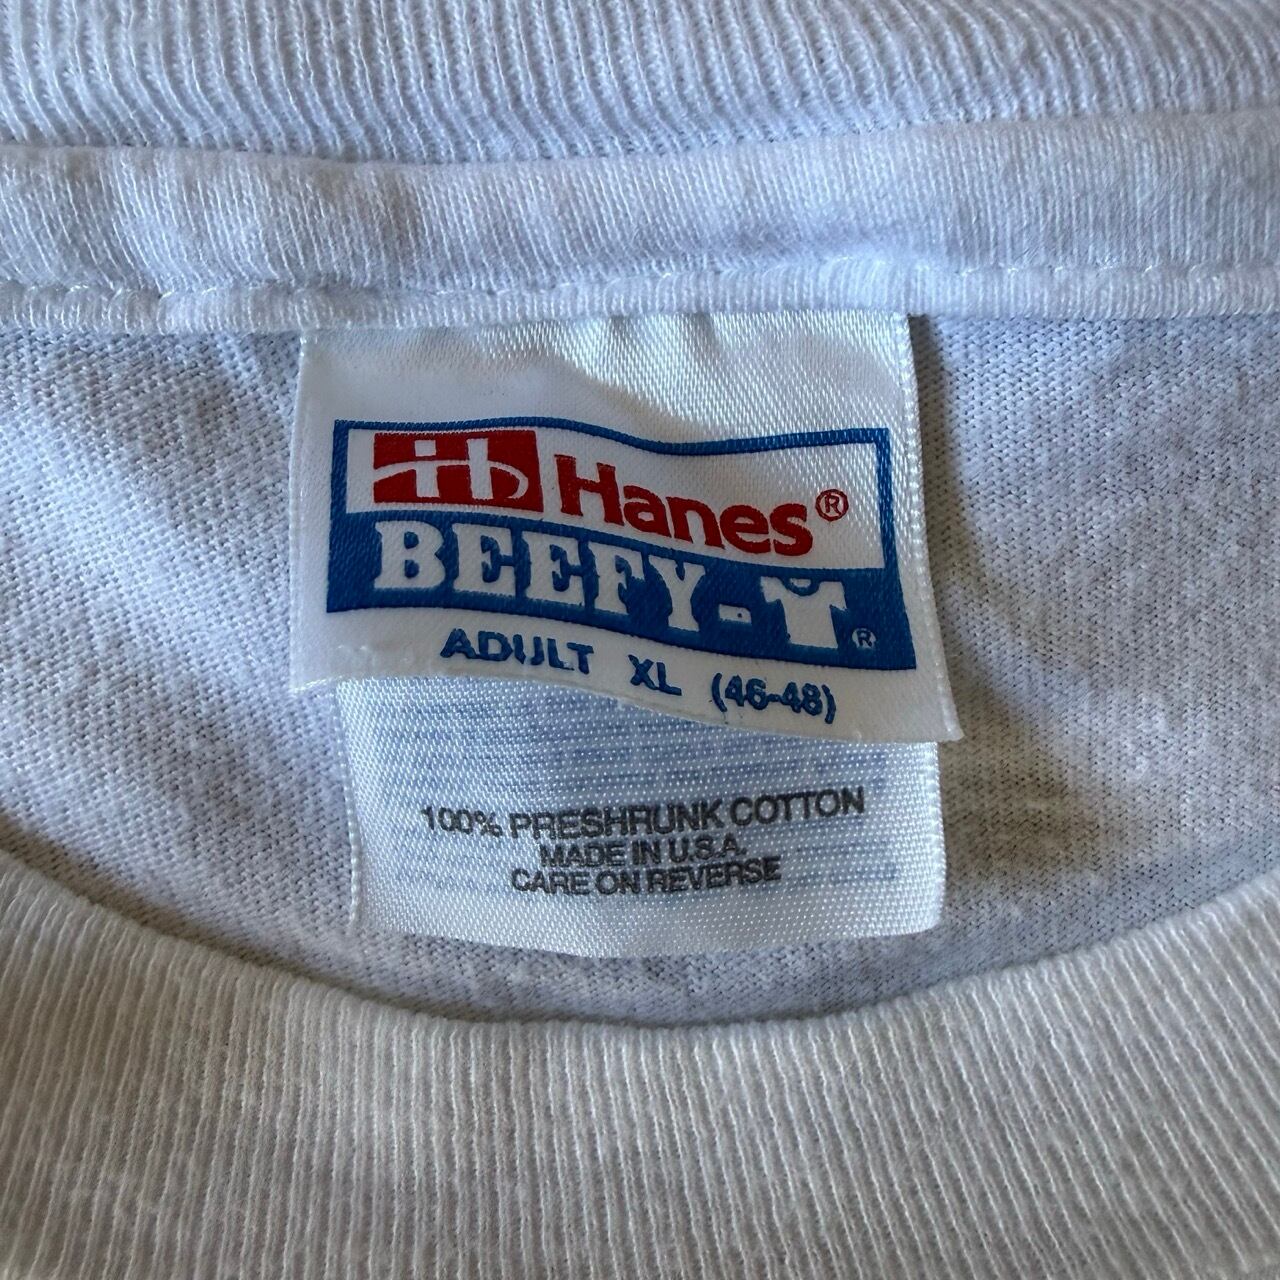 Hanes®
BEEFY-T®
ADULT XL (46-48)
100% PRESHRUNK COTTON
MADE IN U.S.A.
CARE ON REVERSE